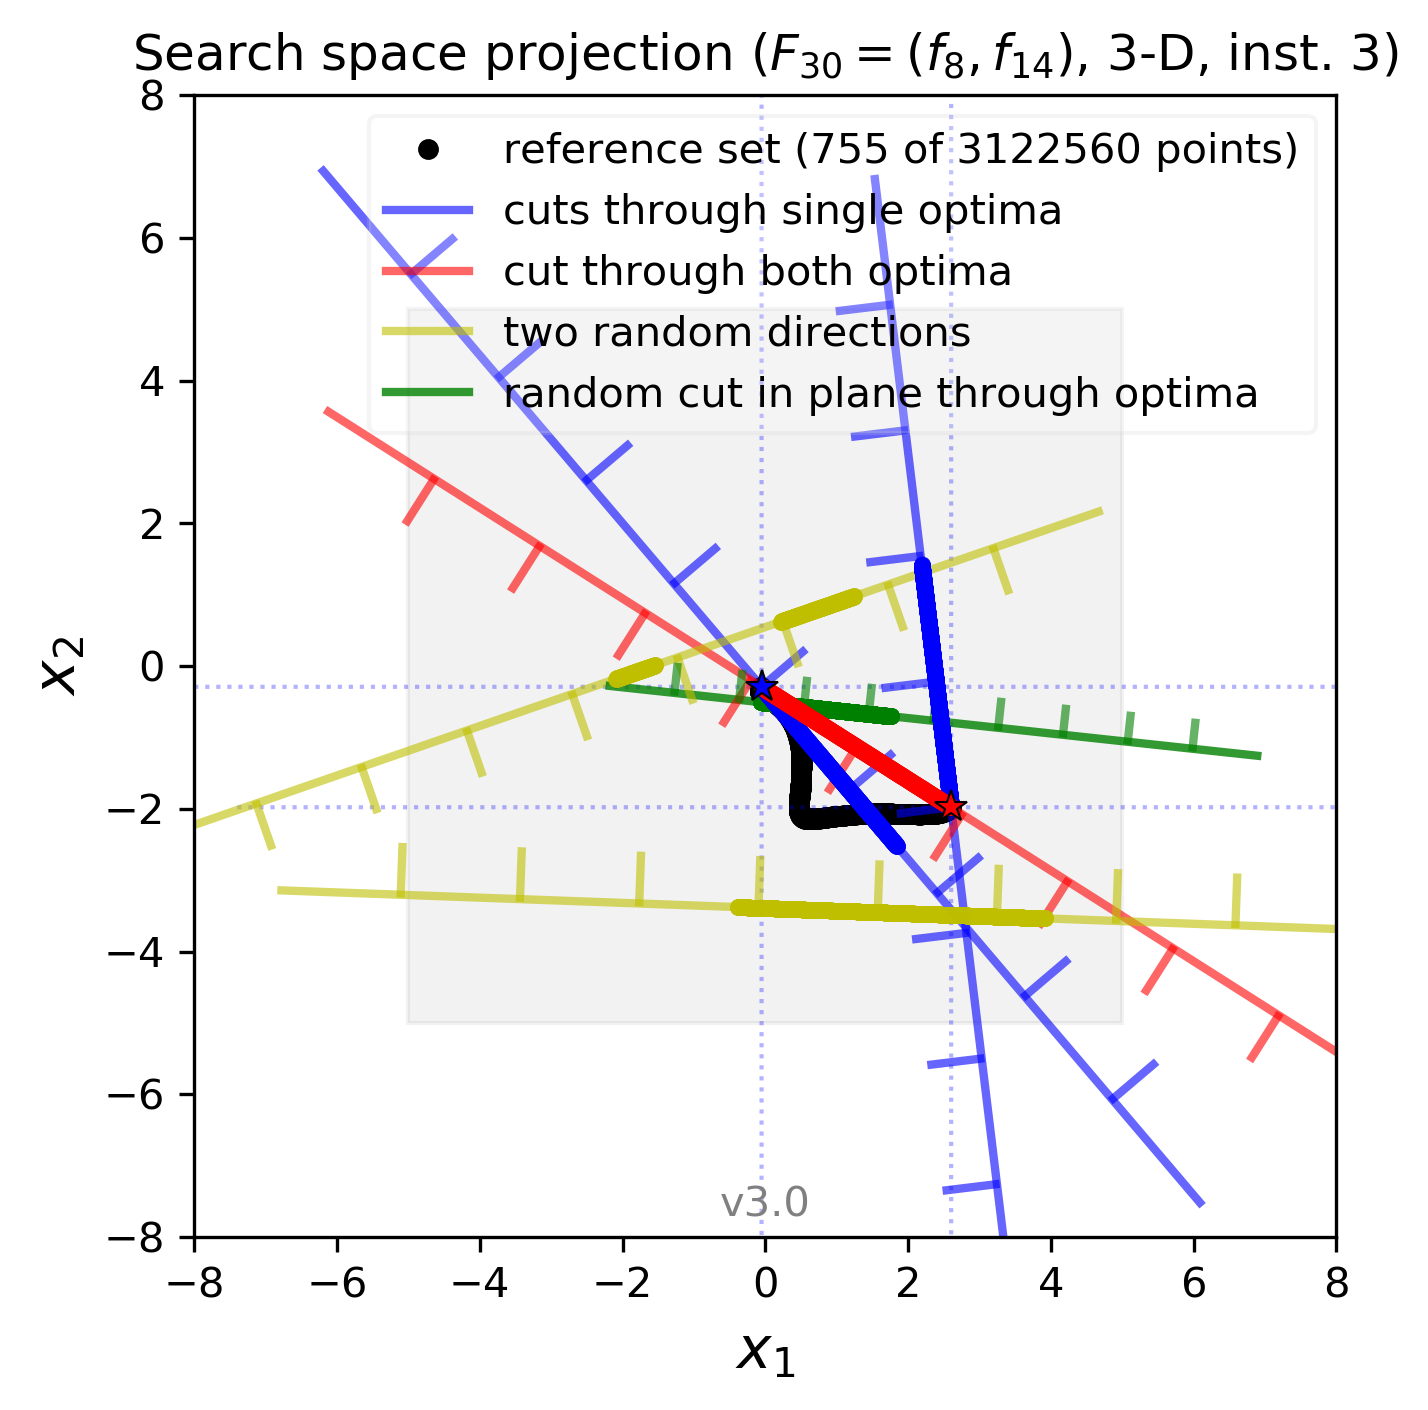 Search space projection (F₃₀ = (f₈, f₁₄), 3-D, inst. 3)
8
6
4
2
0
−2
−4
−6
−8
x₂
reference set (755 of 3122560 points)
cuts through single optima
cut through both optima
two random directions
random cut in plane through optima
v3.0
−8 −6 −4 −2 0 2 4 6 8
x₁